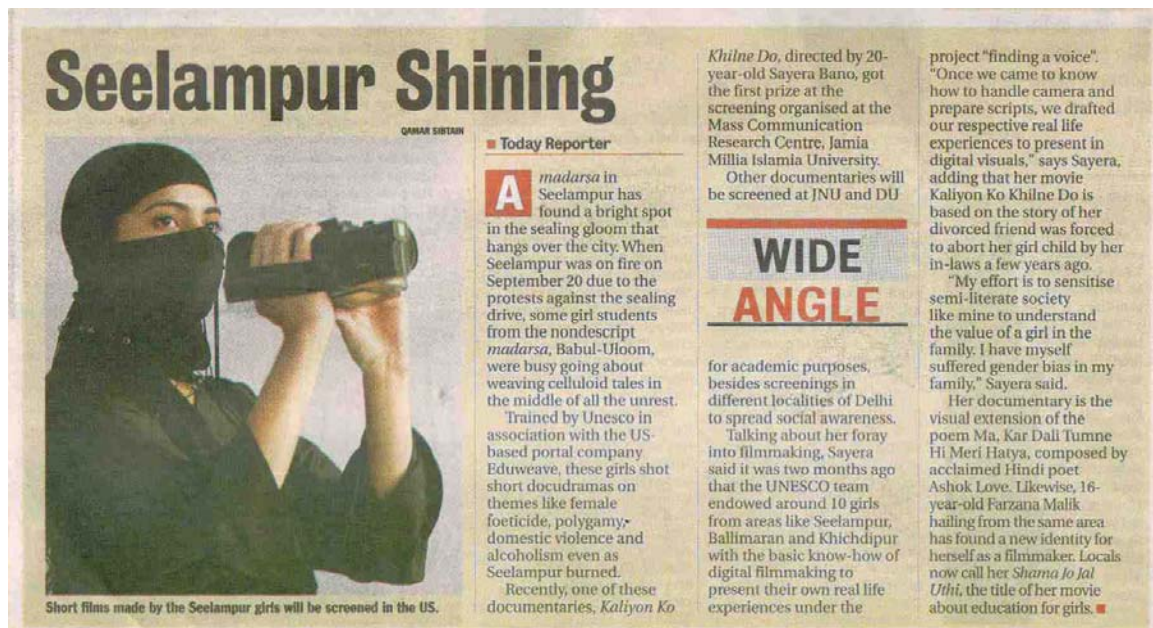 Seelampur Shining
QAMAR SIBTAIN
Short films made by the Seelampur girls will be screened in the US.
Today Reporter
A madarsa in
Seelampur has
found a bright spot
in the sealing gloom that
hangs over the city. When
Seelampur was on fire on
September 20 due to the
protests against the sealing
drive, some girl students
from the nondescript
madarsa, Babul-Uloom,
were busy going about
weaving celluloid tales in
the middle of all the unrest.
Trained by Unesco in
association with the US-
based portal company
Eduweave, these girls shot
short docudramas on
themes like female
foeticide, polygamy,
domestic violence and
alcoholism even as
Seelampur burned.
Recently, one of these
documentaries, Kaliyon Ko
Khilne Do, directed by 20-
year-old Sayera Bano, got
the first prize at the
screening organised at the
Mass Communication
Research Centre, Jamia
Millia Islamia University.
Other documentaries will
be screened at JNU and DU
WIDE
ANGLE
for academic purposes,
besides screenings in
different localities of Delhi
to spread social awareness.
Talking about her foray
into filmmaking, Sayera
said it was two months ago
that the UNESCO team
endowed around 10 girls
from areas like Seelampur,
Ballimaran and Khichdipur
with the basic know-how of
digital filmmaking to
present their own real life
experiences under the
project "finding a voice".
"Once we came to know
how to handle camera and
prepare scripts, we drafted
our respective real life
experiences to present in
digital visuals," says Sayera,
adding that her movie
Kaliyon Ko Khilne Do is
based on the story of her
divorced friend was forced
to abort her girl child by her
in-laws a few years ago.
"My effort is to sensitise
semi-literate society
like mine to understand
the value of a girl in the
family. I have myself
suffered gender bias in my
family," Sayera said.
Her documentary is the
visual extension of the
poem Ma, Kar Dali Tumne
Hi Meri Hatya, composed by
acclaimed Hindi poet
Ashok Love. Likewise, 16-
year-old Farzana Malik
hailing from the same area
has found a new identity for
herself as a filmmaker. Locals
now call her Shama Jo Jal
Uthi, the title of her movie
about education for girls.